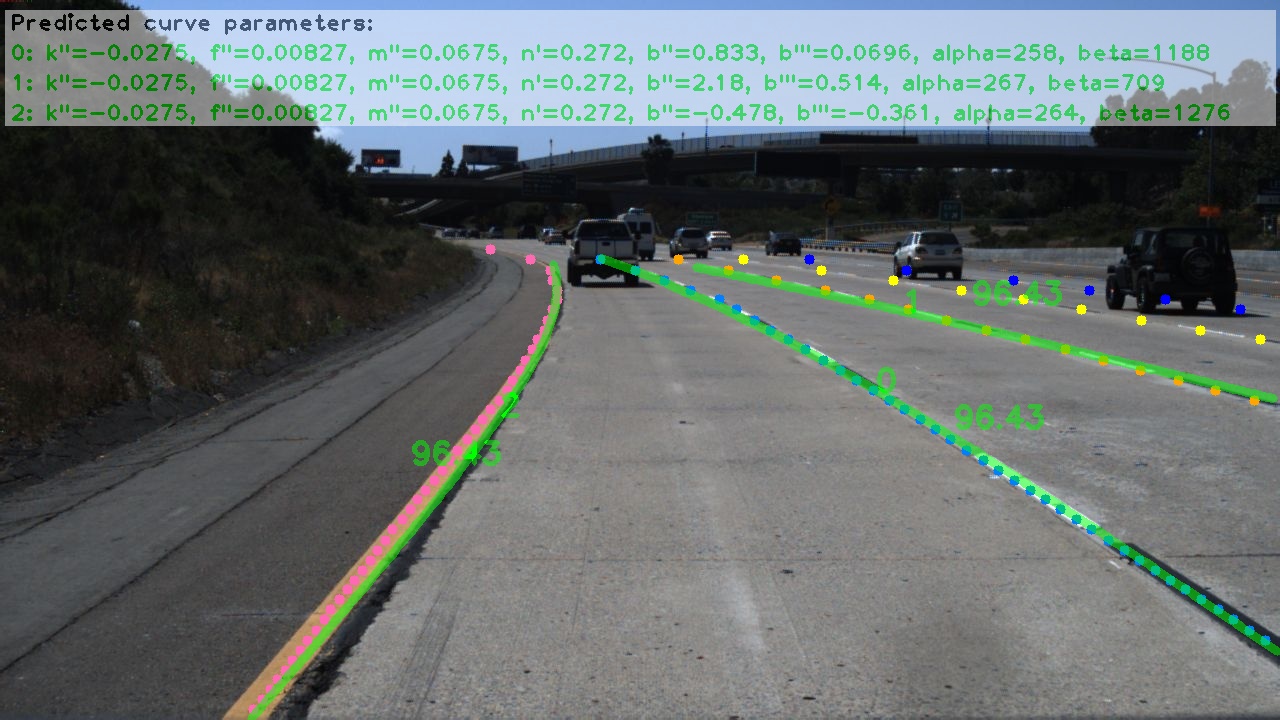 Predicted curve parameters:
0: k''=-0.0275, f''=0.00827, m''=0.0675, n'=0.272, b''=0.833, b'''=0.0696, alpha=258, beta=1188
1: k''=-0.0275, f''=0.00827, m''=0.0675, n'=0.272, b''=2.18, b'''=0.514, alpha=267, beta=709
2: k''=-0.0275, f''=0.00827, m''=0.0675, n'=0.272, b''=-0.478, b'''=-0.361, alpha=264, beta=1276
1 96.43
0
96.43
2
96.43